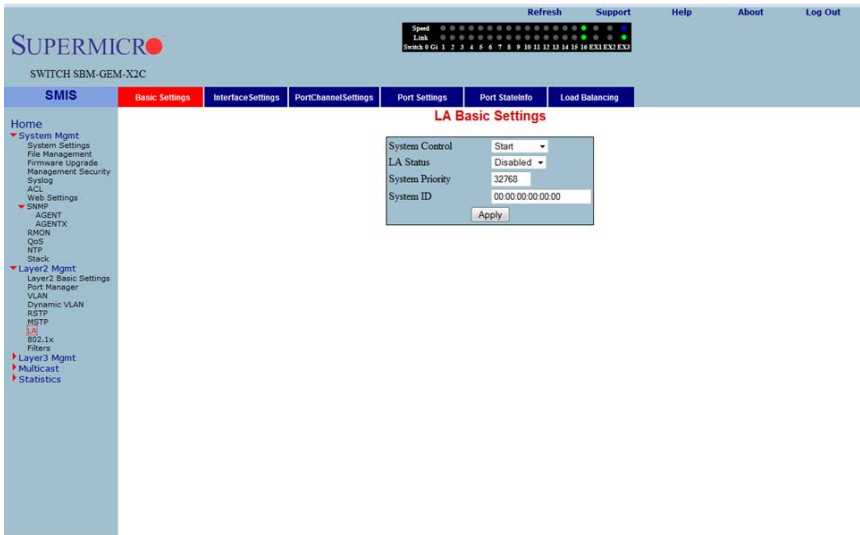 Refresh Support Help About Log Out
SUPERMICRO
Speed
Link
Switch 0 Gi 1 2 3 4 5 6 7 8 9 10 11 12 13 14 15 16 EX1 EX2 EX3
SWITCH SBM-GEM-X2C
SMIS
Basic Settings InterfaceSettings PortChannelSettings Port Settings Port StateInfo Load Balancing
LA Basic Settings
System Control Start
LA Status Disabled
System Priority 32768
System ID 00:00:00:00:00:00
Apply
Home
System Mgmt
System Settings
File Management
Firmware Upgrade
Management Security
Syslog
ACL
Web Settings
SNMP
AGENT
AGENTX
RMON
QoS
NTP
Stack
Layer2 Mgmt
Layer2 Basic Settings
Port Manager
VLAN
Dynamic VLAN
RSTP
MSTP
LA
802.1x
Filters
Layer3 Mgmt
Multicast
Statistics